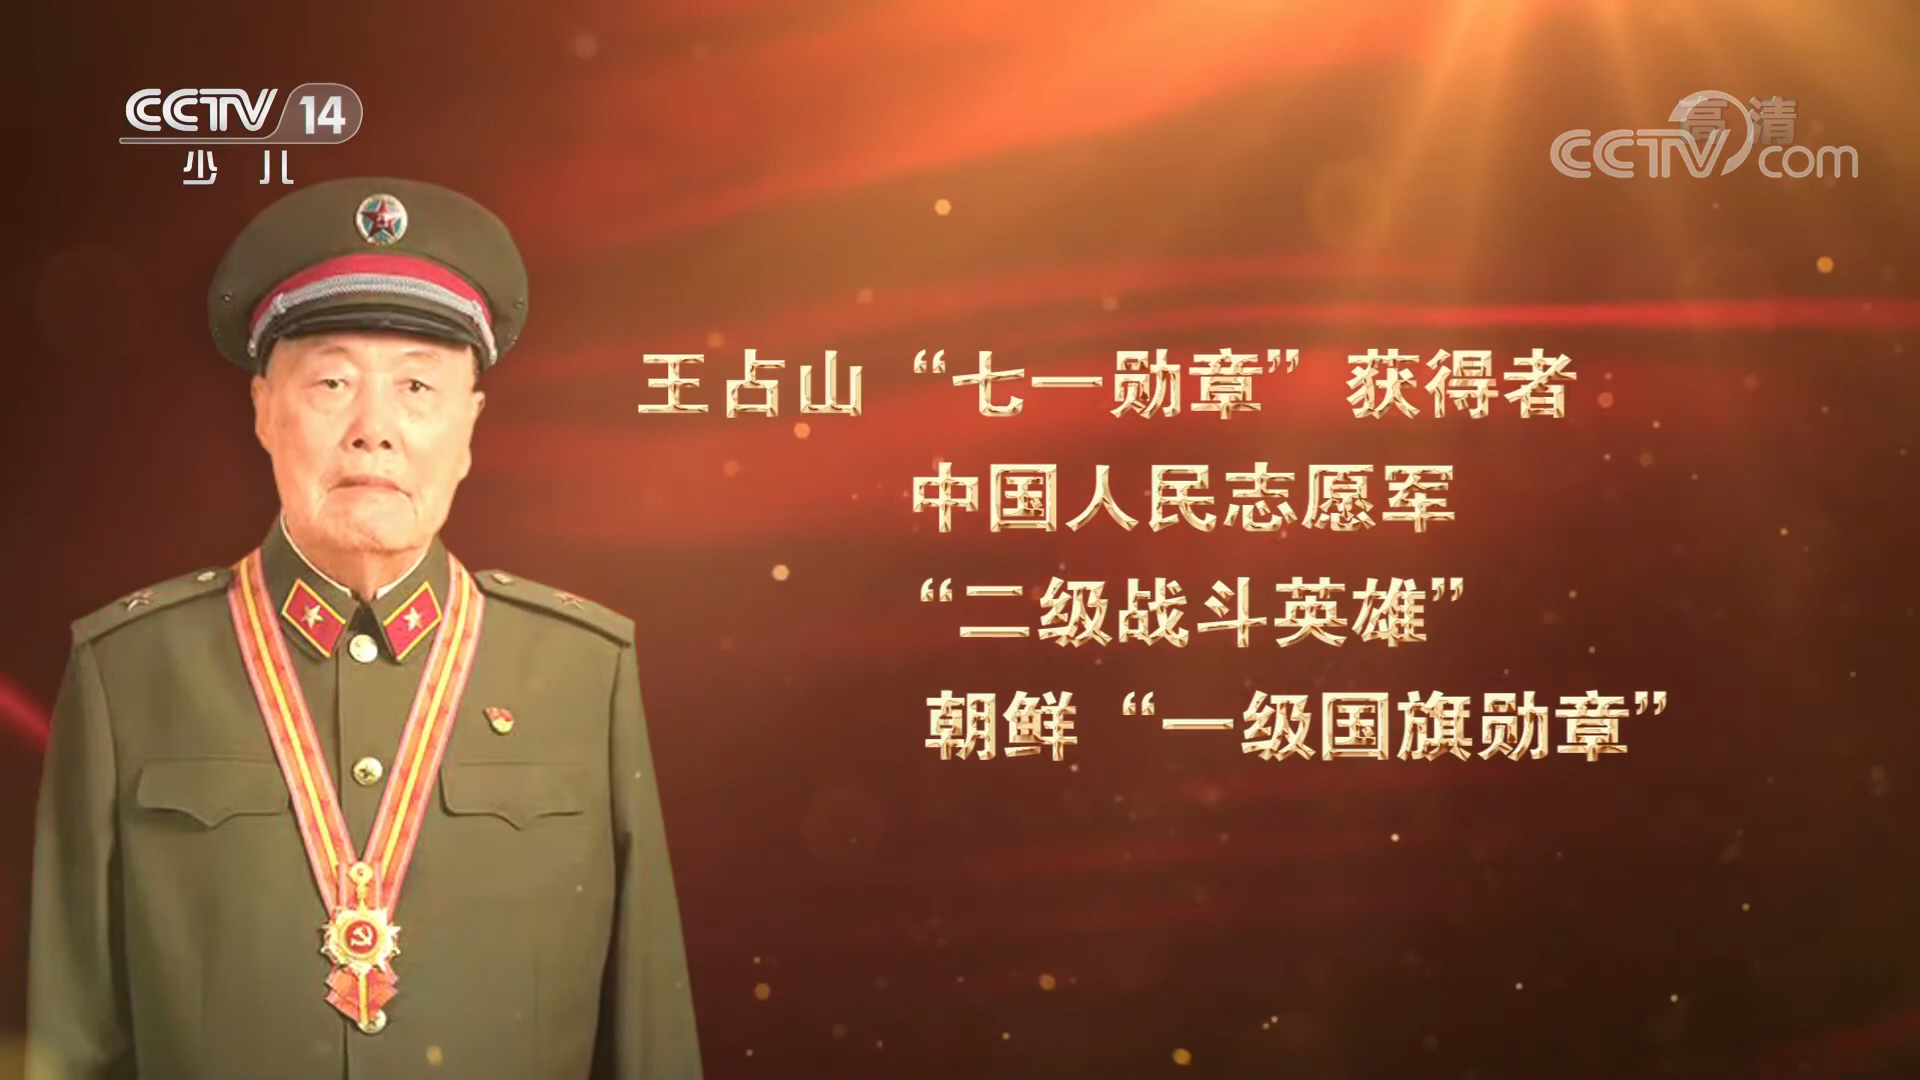 CCTV 14
少儿
高清
CCTV com
王占山 “七一勋章” 获得者
中国人民志愿军
“二级战斗英雄”
朝鲜 “一级国旗勋章”